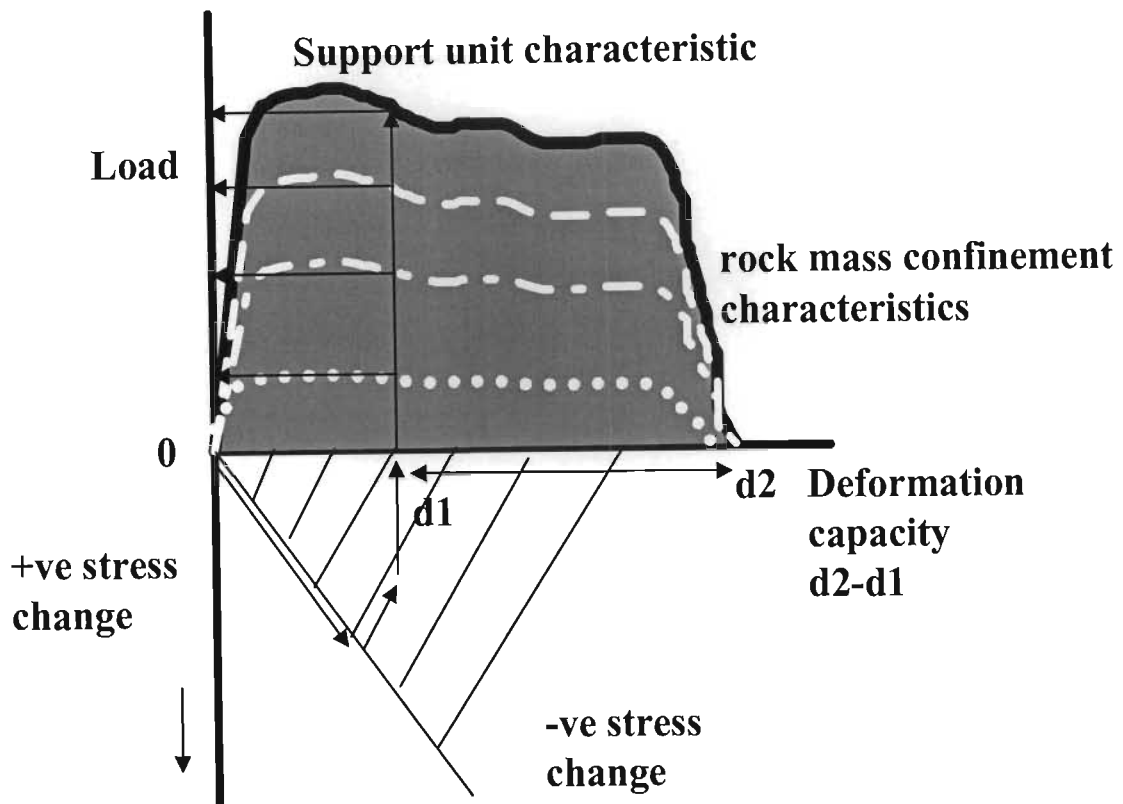 Support unit characteristic
Load
rock mass confinement
characteristics
0
d1
d2 Deformation
capacity
d2-d1
+ve stress
change
-ve stress
change